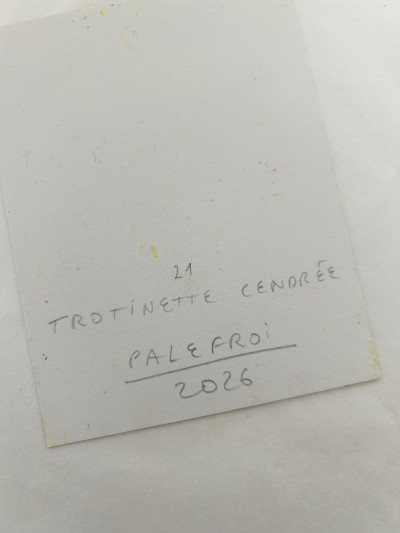 21
TROTINETTE CENDRÉE
PALEFROI
2026